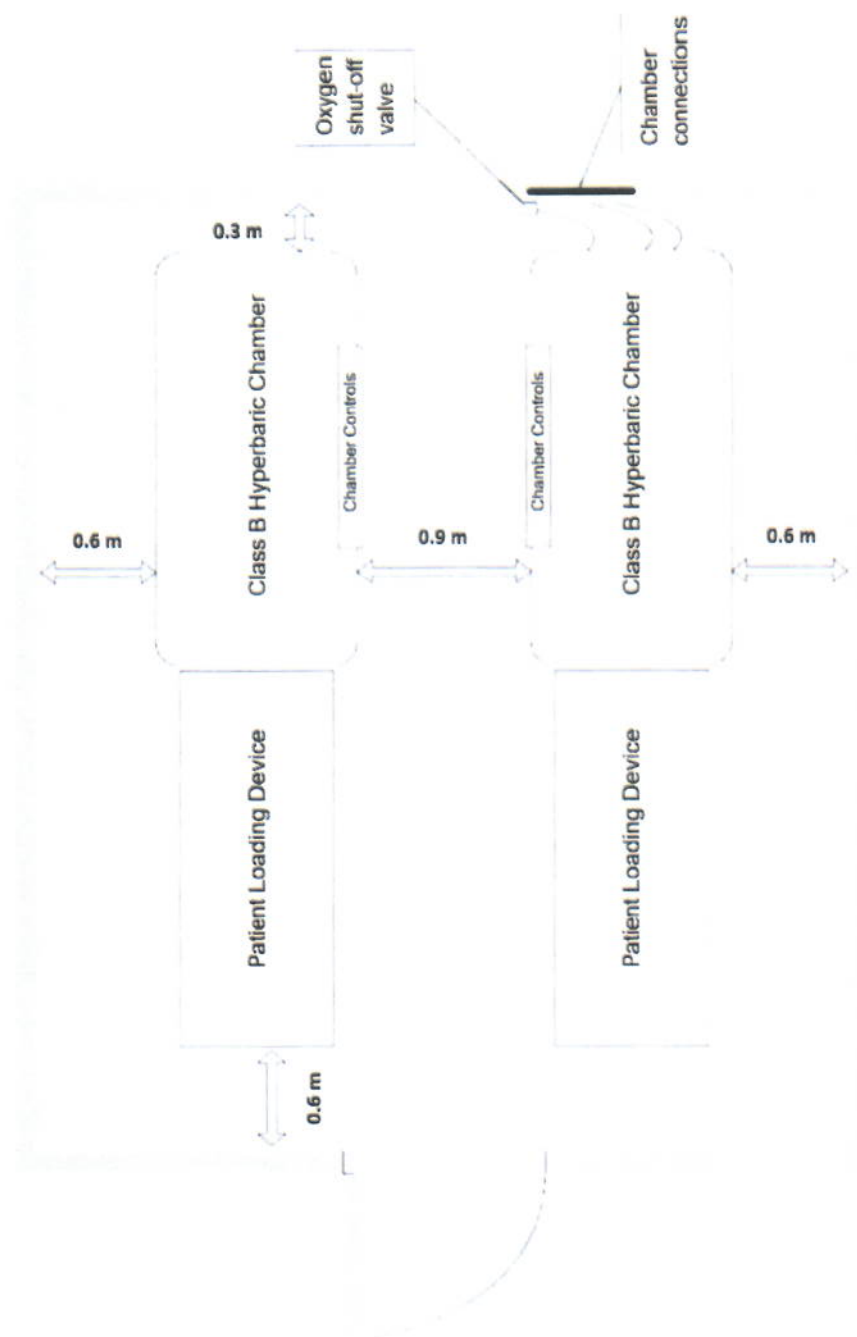 Oxygen
shut-off
valve
Chamber
connections
0.3 m
Class B Hyperbaric Chamber
Chamber Controls
0.6 m
0.9 m
Chamber Controls
Class B Hyperbaric Chamber
0.6 m
Patient Loading Device
Patient Loading Device
0.6 m